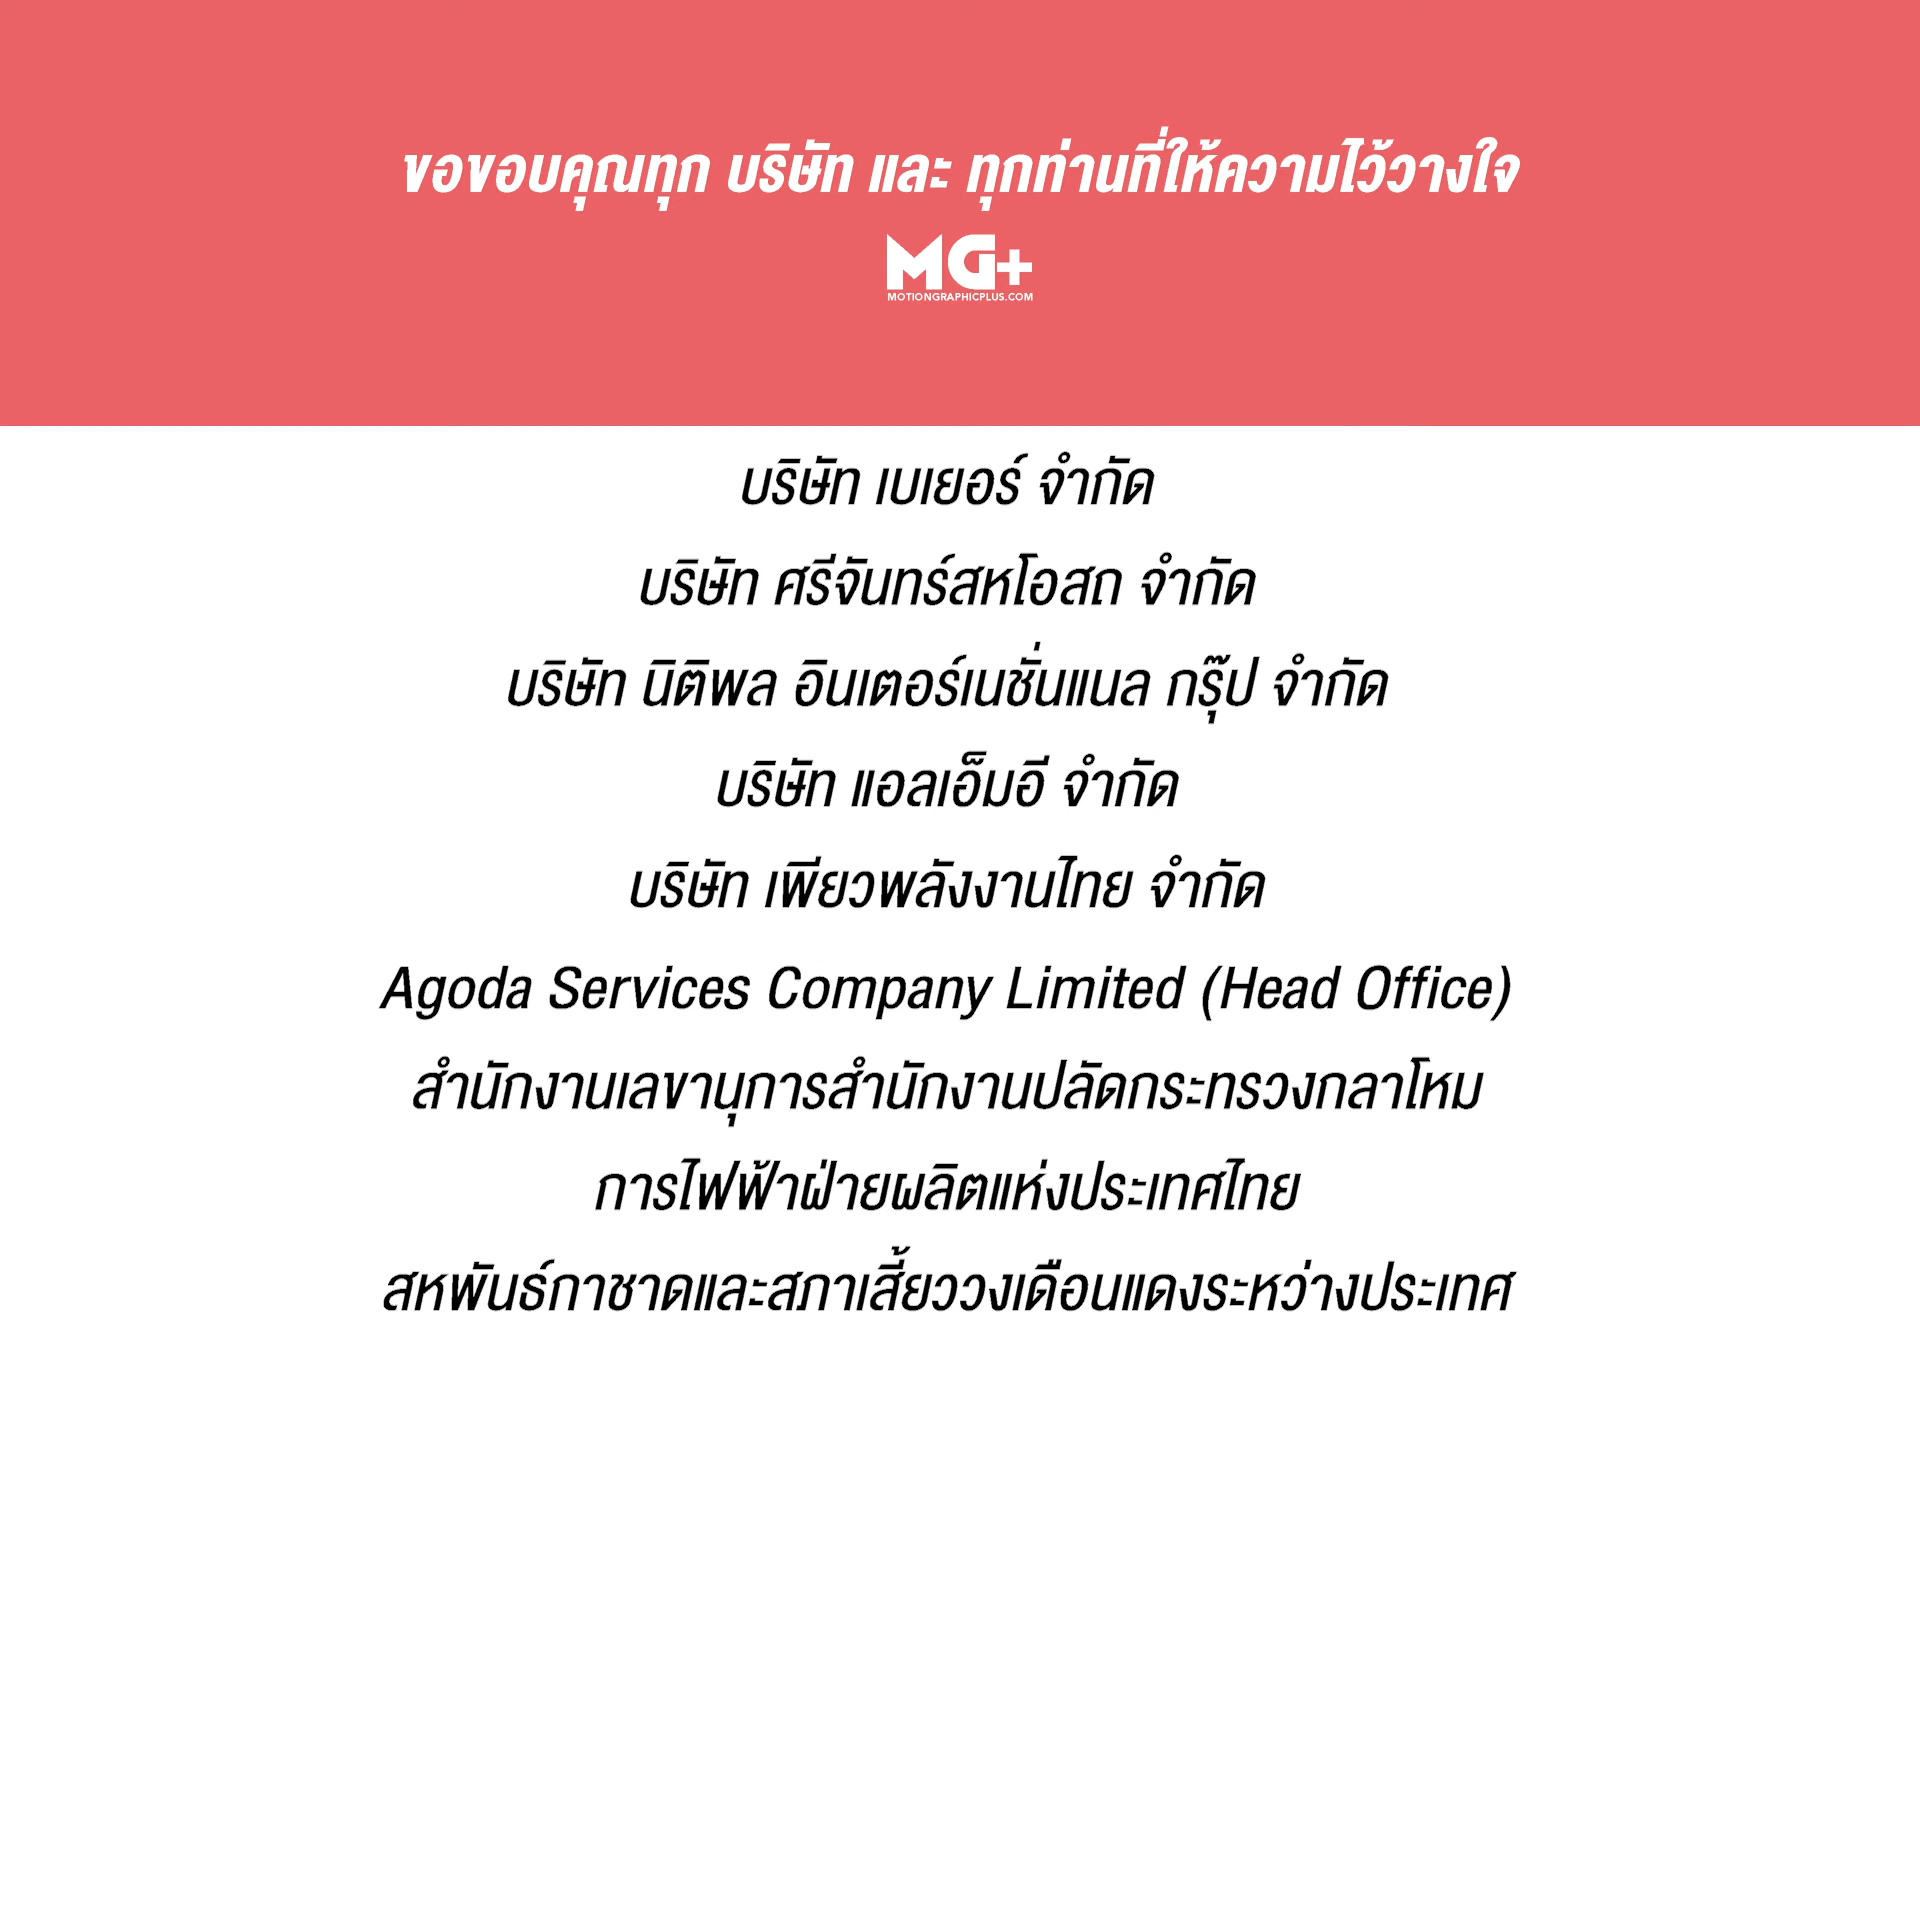 ขอขอบคุณทุก บริษัท และ ทุกท่านที่ให้ความไว้วางใจ
MG+
MOTIONGRAPHICPLUS.COM
บริษัท เบเยอร์ จำกัด
บริษัท ศรีจันทร์สหโอสถ จำกัด
บริษัท นิติพล อินเตอร์เนชั่นแนล กรุ๊ป จำกัด
บริษัท แอลเอ็มอี จำกัด
บริษัท เพียวพลังงานไทย จำกัด
Agoda Services Company Limited (Head Office)
สำนักงานเลขานุการสำนักงานปลัดกระทรวงกลาโหม
การไฟฟ้าฝ่ายผลิตแห่งประเทศไทย
สหพันธ์กาชาดและสภาเสี้ยววงเดือนแดงระหว่างประเทศ